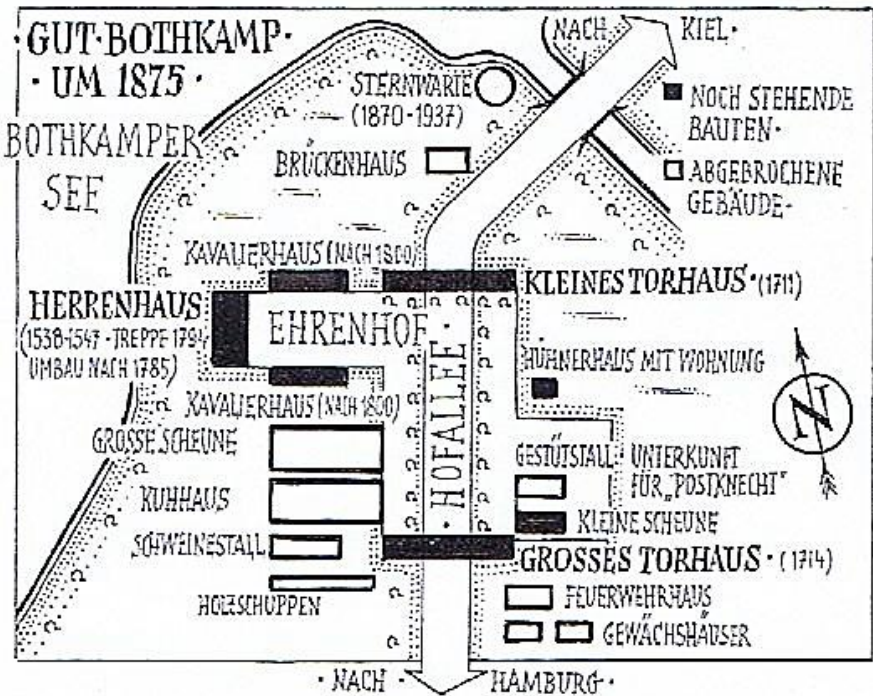 ·GUT·BOTHKAMP·
·UM 1875·
BOTHKAMPER
SEE
STERNWARTE
(1870-1937)
BRÜCKENHAUS
·NACH
KIEL·
NOCH STEHENDE
BAUTEN·
ABGEBROCHENE
GEBÄUDE·
KAVALIERHAUS (NACH 1800)
KLEINES TORHAUS·(1711)
HERRENHAUS
(1538-1547·TREPPE 1794
UMBAU NACH 1785)
EHRENHOF
·HOFALLEE·
HÜHNERHAUS MIT WOHNUNG
N
KAVALIERHAUS (NACH 1800)
GROSSE SCHEUNE
KUHHAUS
SCHWEINESTALL
HOLZSCHUPPEN
GESTÜTSTALL · UNTERKUNFT
FÜR „POSTKNECHT"
KLEINE SCHEUNE
GROSSES TORHAUS·(1714)
FEUERWEHRHAUS
GEWÄCHSHÄUSER
·NACH
HAMBURG·